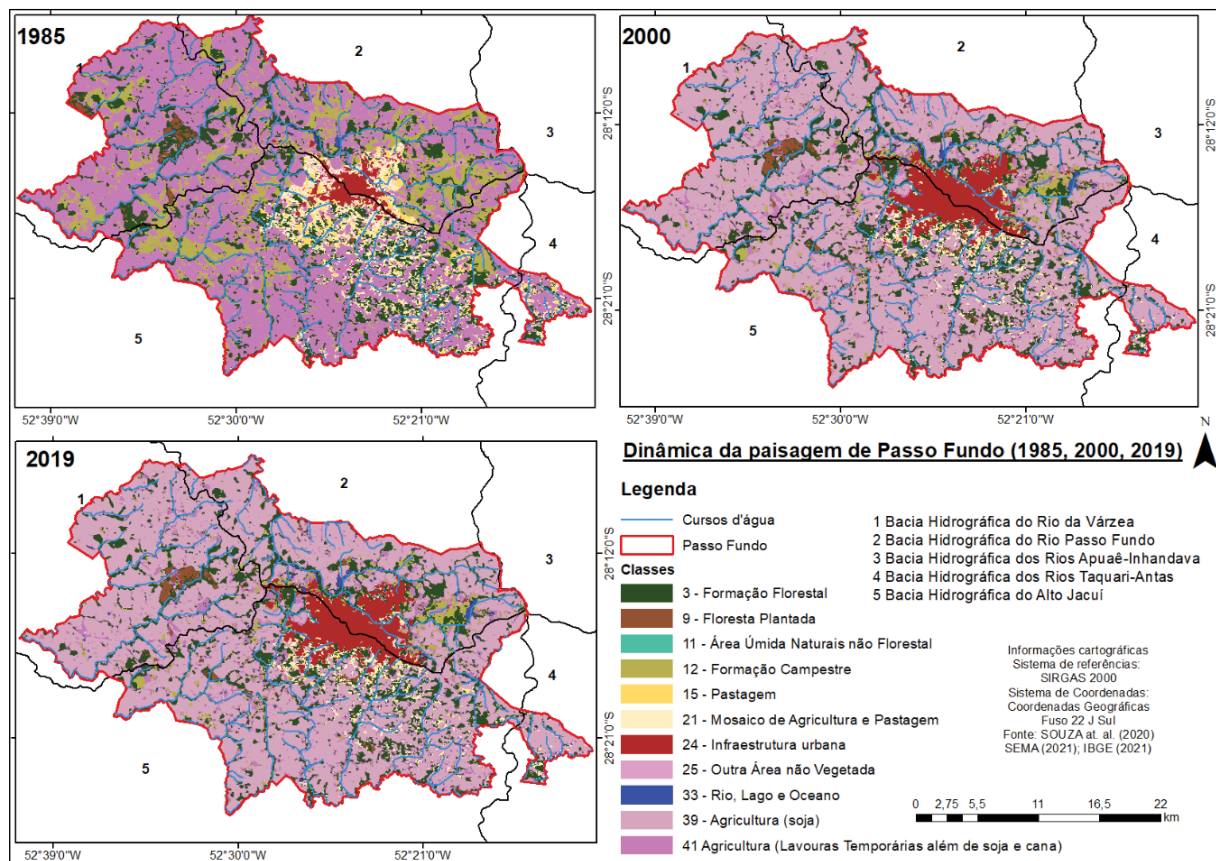 1985
1
2
3
4
5
28°12'0"S
28°21'0"S
52°39'0"W
52°30'0"W
52°21'0"W
2000
1
2
3
4
5
28°12'0"S
28°21'0"S
52°39'0"W
52°30'0"W
52°21'0"W
2019
1
2
3
4
5
28°12'0"S
28°21'0"S
52°39'0"W
52°30'0"W
52°21'0"W
N
Dinâmica da paisagem de Passo Fundo (1985, 2000, 2019)
Legenda
Cursos d'água
Passo Fundo
Classes
3 - Formação Florestal
9 - Floresta Plantada
11 - Área Úmida Naturais não Florestal
12 - Formação Campestre
15 - Pastagem
21 - Mosaico de Agricultura e Pastagem
24 - Infraestrutura urbana
25 - Outra Área não Vegetada
33 - Rio, Lago e Oceano
39 - Agricultura (soja)
41 Agricultura (Lavouras Temporárias além de soja e cana)
1 Bacia Hidrográfica do Rio da Várzea
2 Bacia Hidrográfica do Rio Passo Fundo
3 Bacia Hidrográfica dos Rios Apuaê-Inhandava
4 Bacia Hidrográfica dos Rios Taquari-Antas
5 Bacia Hidrográfica do Alto Jacuí
Informações cartográficas
Sistema de referências:
SIRGAS 2000
Sistema de Coordenadas:
Coordenadas Geográficas
Fuso 22 J Sul
Fonte: SOUZA at. al. (2020)
SEMA (2021); IBGE (2021)
0 2,75 5,5 11 16,5 22
km